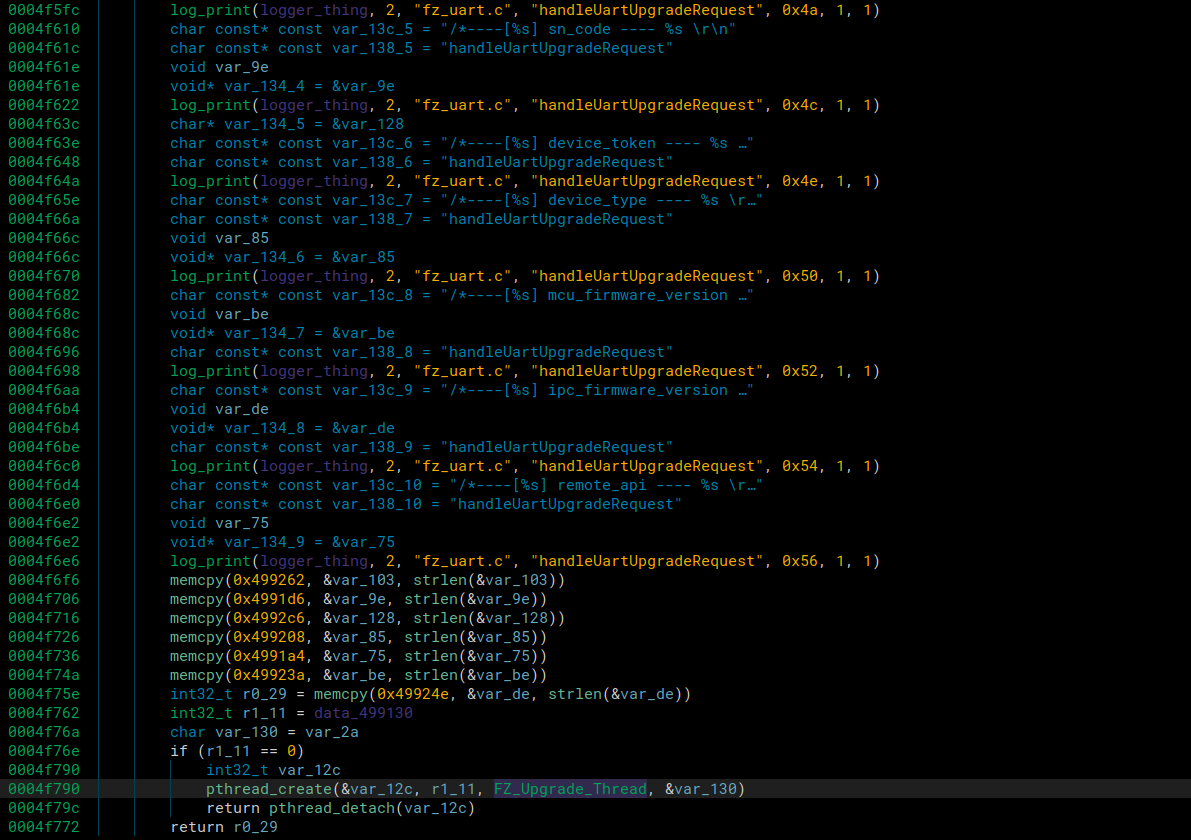 0004f5fc log_print(logger_thing, 2, "fz_uart.c", "handleUartUpgradeRequest", 0x4a, 1, 1)
0004f610 char const* const var_13c_5 = "/*----[%s] sn_code ---- %s \r\n"
0004f61c char const* const var_138_5 = "handleUartUpgradeRequest"
0004f61e void var_9e
0004f61e void* var_134_4 = &var_9e
0004f622 log_print(logger_thing, 2, "fz_uart.c", "handleUartUpgradeRequest", 0x4c, 1, 1)
0004f63c char* var_134_5 = &var_128
0004f63e char const* const var_13c_6 = "/*----[%s] device_token ---- %s …"
0004f648 char const* const var_138_6 = "handleUartUpgradeRequest"
0004f64a log_print(logger_thing, 2, "fz_uart.c", "handleUartUpgradeRequest", 0x4e, 1, 1)
0004f65e char const* const var_13c_7 = "/*----[%s] device_type ---- %s \r…"
0004f66a char const* const var_138_7 = "handleUartUpgradeRequest"
0004f66c void var_85
0004f66c void* var_134_6 = &var_85
0004f670 log_print(logger_thing, 2, "fz_uart.c", "handleUartUpgradeRequest", 0x50, 1, 1)
0004f682 char const* const var_13c_8 = "/*----[%s] mcu_firmware_version …"
0004f68c void var_be
0004f68c void* var_134_7 = &var_be
0004f696 char const* const var_138_8 = "handleUartUpgradeRequest"
0004f698 log_print(logger_thing, 2, "fz_uart.c", "handleUartUpgradeRequest", 0x52, 1, 1)
0004f6aa char const* const var_13c_9 = "/*----[%s] ipc_firmware_version …"
0004f6b4 void var_de
0004f6b4 void* var_134_8 = &var_de
0004f6be char const* const var_138_9 = "handleUartUpgradeRequest"
0004f6c0 log_print(logger_thing, 2, "fz_uart.c", "handleUartUpgradeRequest", 0x54, 1, 1)
0004f6d4 char const* const var_13c_10 = "/*----[%s] remote_api ---- %s \r…"
0004f6e0 char const* const var_138_10 = "handleUartUpgradeRequest"
0004f6e2 void var_75
0004f6e2 void* var_134_9 = &var_75
0004f6e6 log_print(logger_thing, 2, "fz_uart.c", "handleUartUpgradeRequest", 0x56, 1, 1)
0004f6f6 memcpy(0x499262, &var_103, strlen(&var_103))
0004f706 memcpy(0x4991d6, &var_9e, strlen(&var_9e))
0004f716 memcpy(0x4992c6, &var_128, strlen(&var_128))
0004f726 memcpy(0x499208, &var_85, strlen(&var_85))
0004f736 memcpy(0x4991a4, &var_75, strlen(&var_75))
0004f74a memcpy(0x49923a, &var_be, strlen(&var_be))
0004f75e int32_t r0_29 = memcpy(0x49924e, &var_de, strlen(&var_de))
0004f762 int32_t r1_11 = data_499130
0004f76a char var_130 = var_2a
0004f76e if (r1_11 == 0)
0004f790 int32_t var_12c
0004f790 pthread_create(&var_12c, r1_11, FZ_Upgrade_Thread, &var_130)
0004f79c return pthread_detach(var_12c)
0004f772 return r0_29